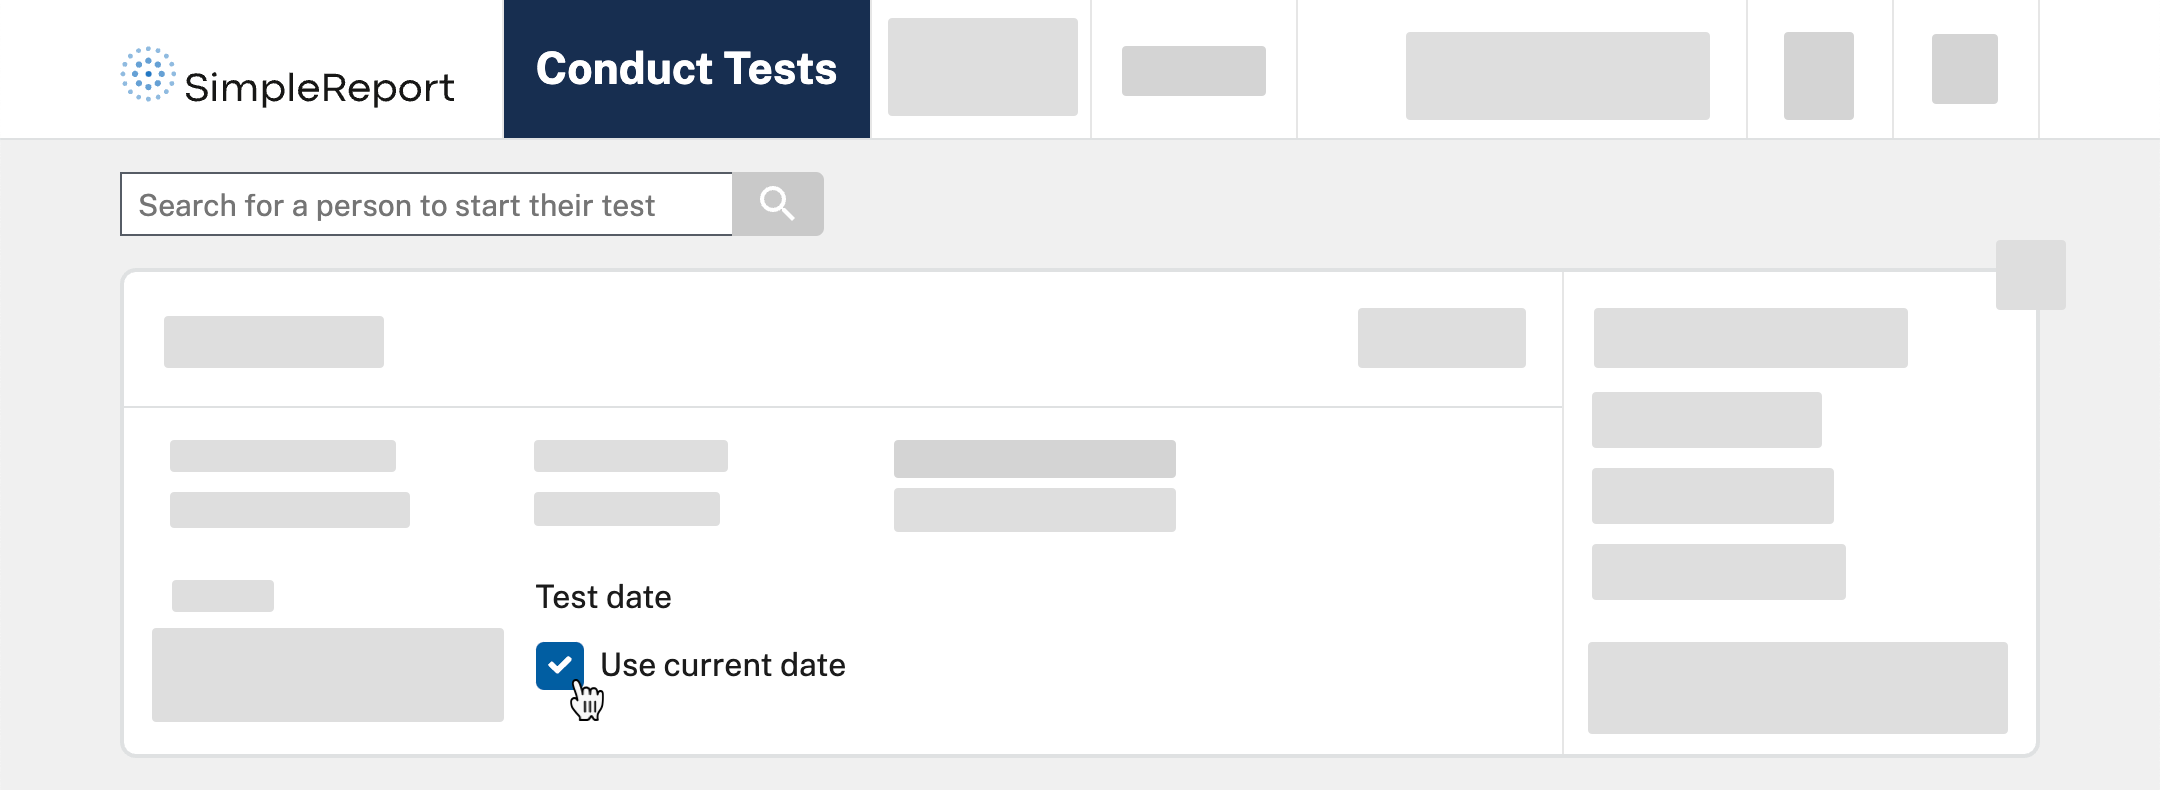 SimpleReport
Conduct Tests
Search for a person to start their test
Test date
Use current date